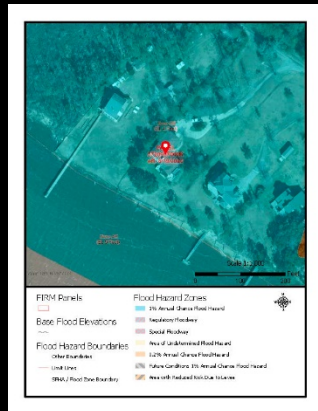 Feet
FIRM Panels
Base Flood Elevations
Flood Hazard Boundaries
Other Boundaries
Limit Lines
SFHA / Flood Zone Boundary
Flood Hazard Zones
1% Annual Chance Flood Hazard
Regulatory Floodway
Special Floodway
Area of Undetermined Flood Hazard
0.2% Annual Chance Flood Hazard
Future Conditions 1% Annual Chance Flood Hazard
Area with Reduced Risk Due to Levee